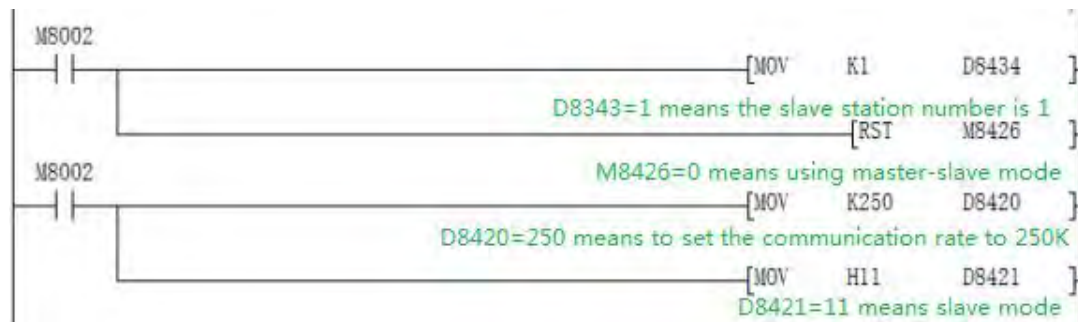 M8002
[MOV K1 D8434 ]
D8343=1 means the slave station number is 1
[RST M8426 ]
M8426=0 means using master-slave mode
M8002
[MOV K250 D8420 ]
D8420=250 means to set the communication rate to 250K
[MOV H11 D8421 ]
D8421=11 means slave mode